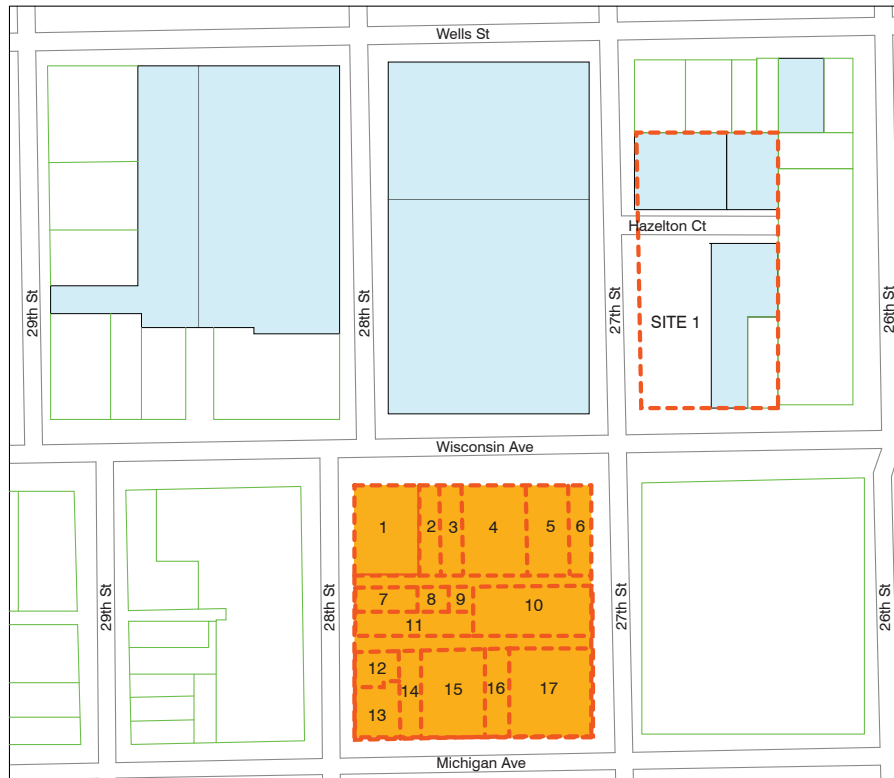 Wells St
Hazelton Ct
29th St
28th St
27th St
26th St
SITE 1
Wisconsin Ave
1
2
3
4
5
6
7
8
9
10
11
12
13
14
15
16
17
29th St
28th St
27th St
26th St
Michigan Ave